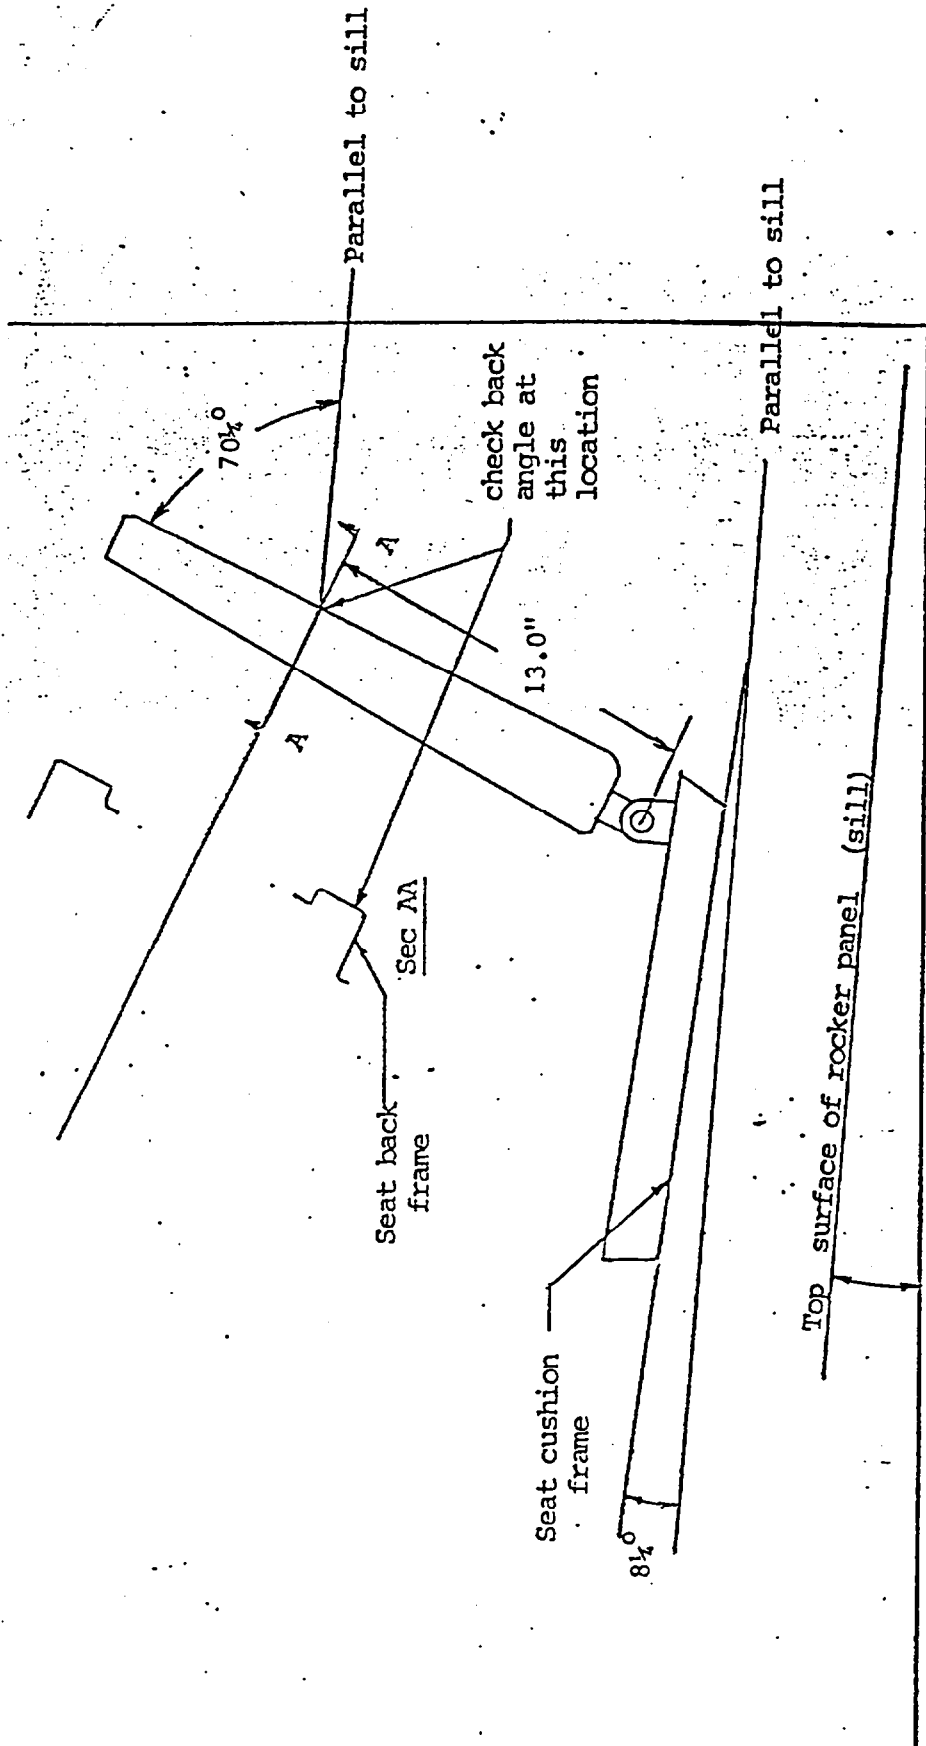 70¼°
Parallel to sill
A
A
check back
angle at
this
location
13.0"
Sec AA
Seat back
frame
Parallel to sill
Seat cushion
frame
8¼°
Top surface of rocker panel (sill)